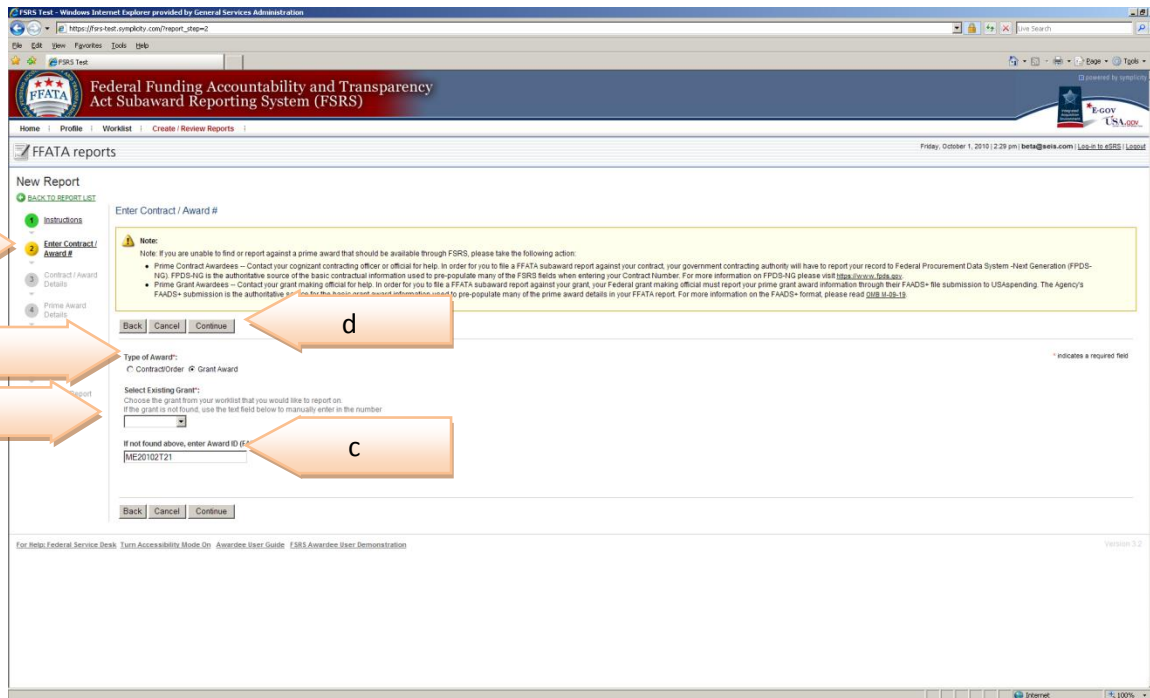 FSRS Test - Windows Internet Explorer provided by General Services Administration
https://fsrs-test.symplicity.com/?report_step=2
Live Search
File Edit View Favorites Tools Help
FSRS Test
Page Tools
FFATA
Federal Funding Accountability and Transparency
Act Subaward Reporting System (FSRS)
powered by symplicity
E-GOV
USA.gov
Home Profile Worklist Create / Review Reports
FFATA reports
Friday, October 1, 2010 | 2:29 pm | beta@seis.com | Log-in to eSRS | Logout
New Report
BACK TO REPORT LIST
1 Instructions
2 Enter Contract / Award #
3 Contract / Award Details
4 Prime Award Details
Report
Enter Contract / Award #
Note:
Note: If you are unable to find or report against a prime award that should be available through FSRS, please take the following action:
• Prime Contract Awardees -- Contact your cognizant contracting officer or official for help. In order for you to file a FFATA subaward report against your contract, your government contracting authority will have to report your record to Federal Procurement Data System -Next Generation (FPDS-
NG). FPDS-NG is the authoritative source of the basic contractual information used to pre-populate many of the FSRS fields when entering your Contract Number. For more information on FPDS-NG please visit https://www.fpds.gov.
• Prime Grant Awardees -- Contact your grant making official for help. In order for you to file a FFATA subaward report against your grant, your Federal grant making official must report your prime grant award information through their FAADS+ file submission to USAspending. The Agency's
FAADS+ submission is the authoritative source for the basic grant award information used to pre-populate many of the prime award details in your FFATA report. For more information on the FAADS+ format, please read OMB M-09-19.
Back Cancel Continue
d
Type of Award*:
* indicates a required field
Contract/Order Grant Award
Select Existing Grant*:
Choose the grant from your worklist that you would like to report on.
If the grant is not found, use the text field below to manually enter in the number
If not found above, enter Award ID
c
ME20102T21
Back Cancel Continue
For Help: Federal Service Desk Turn Accessibility Mode On Awardee User Guide FSRS Awardee User Demonstration
Version 3.2
Internet
100%